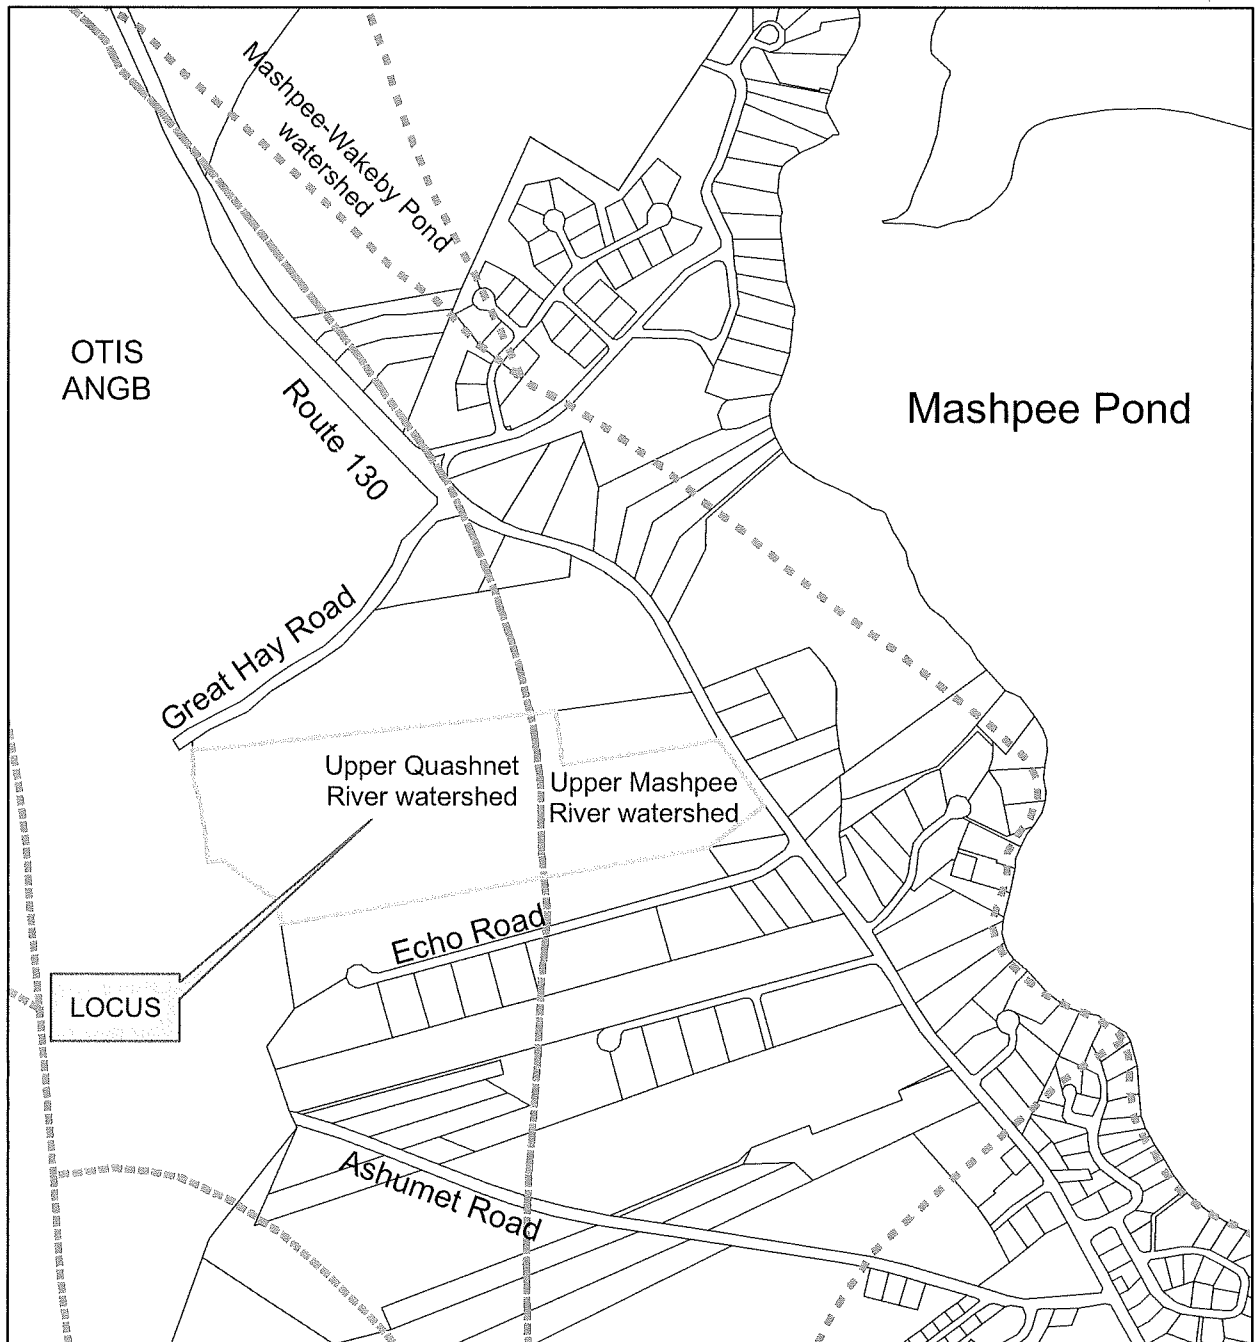 Mashpee-Wakeby Pond
watershed
OTIS
ANGB
Route 130
Mashpee Pond
Great Hay Road
Upper Quashnet
River watershed
Upper Mashpee
River watershed
Echo Road
LOCUS
Ashumet Road